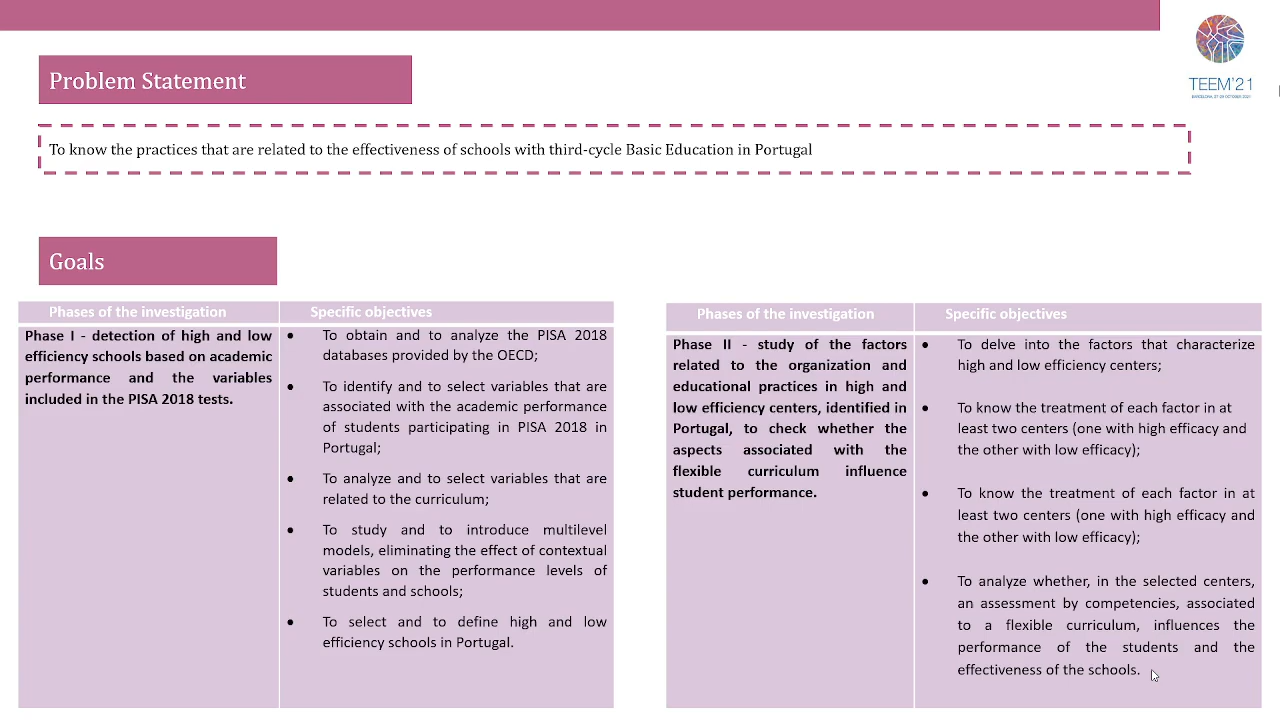 TEEM'21
BARCELONA, 27-29 OCTOBER 2021
Problem Statement
To know the practices that are related to the effectiveness of schools with third-cycle Basic Education in Portugal
Goals
Phases of the investigation
Specific objectives
Phase I - detection of high and low
efficiency schools based on academic
performance and the variables
included in the PISA 2018 tests.
• To obtain and to analyze the PISA 2018
databases provided by the OECD;
• To identify and to select variables that are
associated with the academic performance
of students participating in PISA 2018 in
Portugal;
• To analyze and to select variables that are
related to the curriculum;
• To study and to introduce multilevel
models, eliminating the effect of contextual
variables on the performance levels of
students and schools;
• To select and to define high and low
efficiency schools in Portugal.
Phases of the investigation
Specific objectives
Phase II - study of the factors
related to the organization and
educational practices in high and
low efficiency centers, identified in
Portugal, to check whether the
aspects associated with the
flexible curriculum influence
student performance.
• To delve into the factors that characterize
high and low efficiency centers;
• To know the treatment of each factor in at
least two centers (one with high efficacy and
the other with low efficacy);
• To know the treatment of each factor in at
least two centers (one with high efficacy and
the other with low efficacy);
• To analyze whether, in the selected centers,
an assessment by competencies, associated
to a flexible curriculum, influences the
performance of the students and the
effectiveness of the schools.